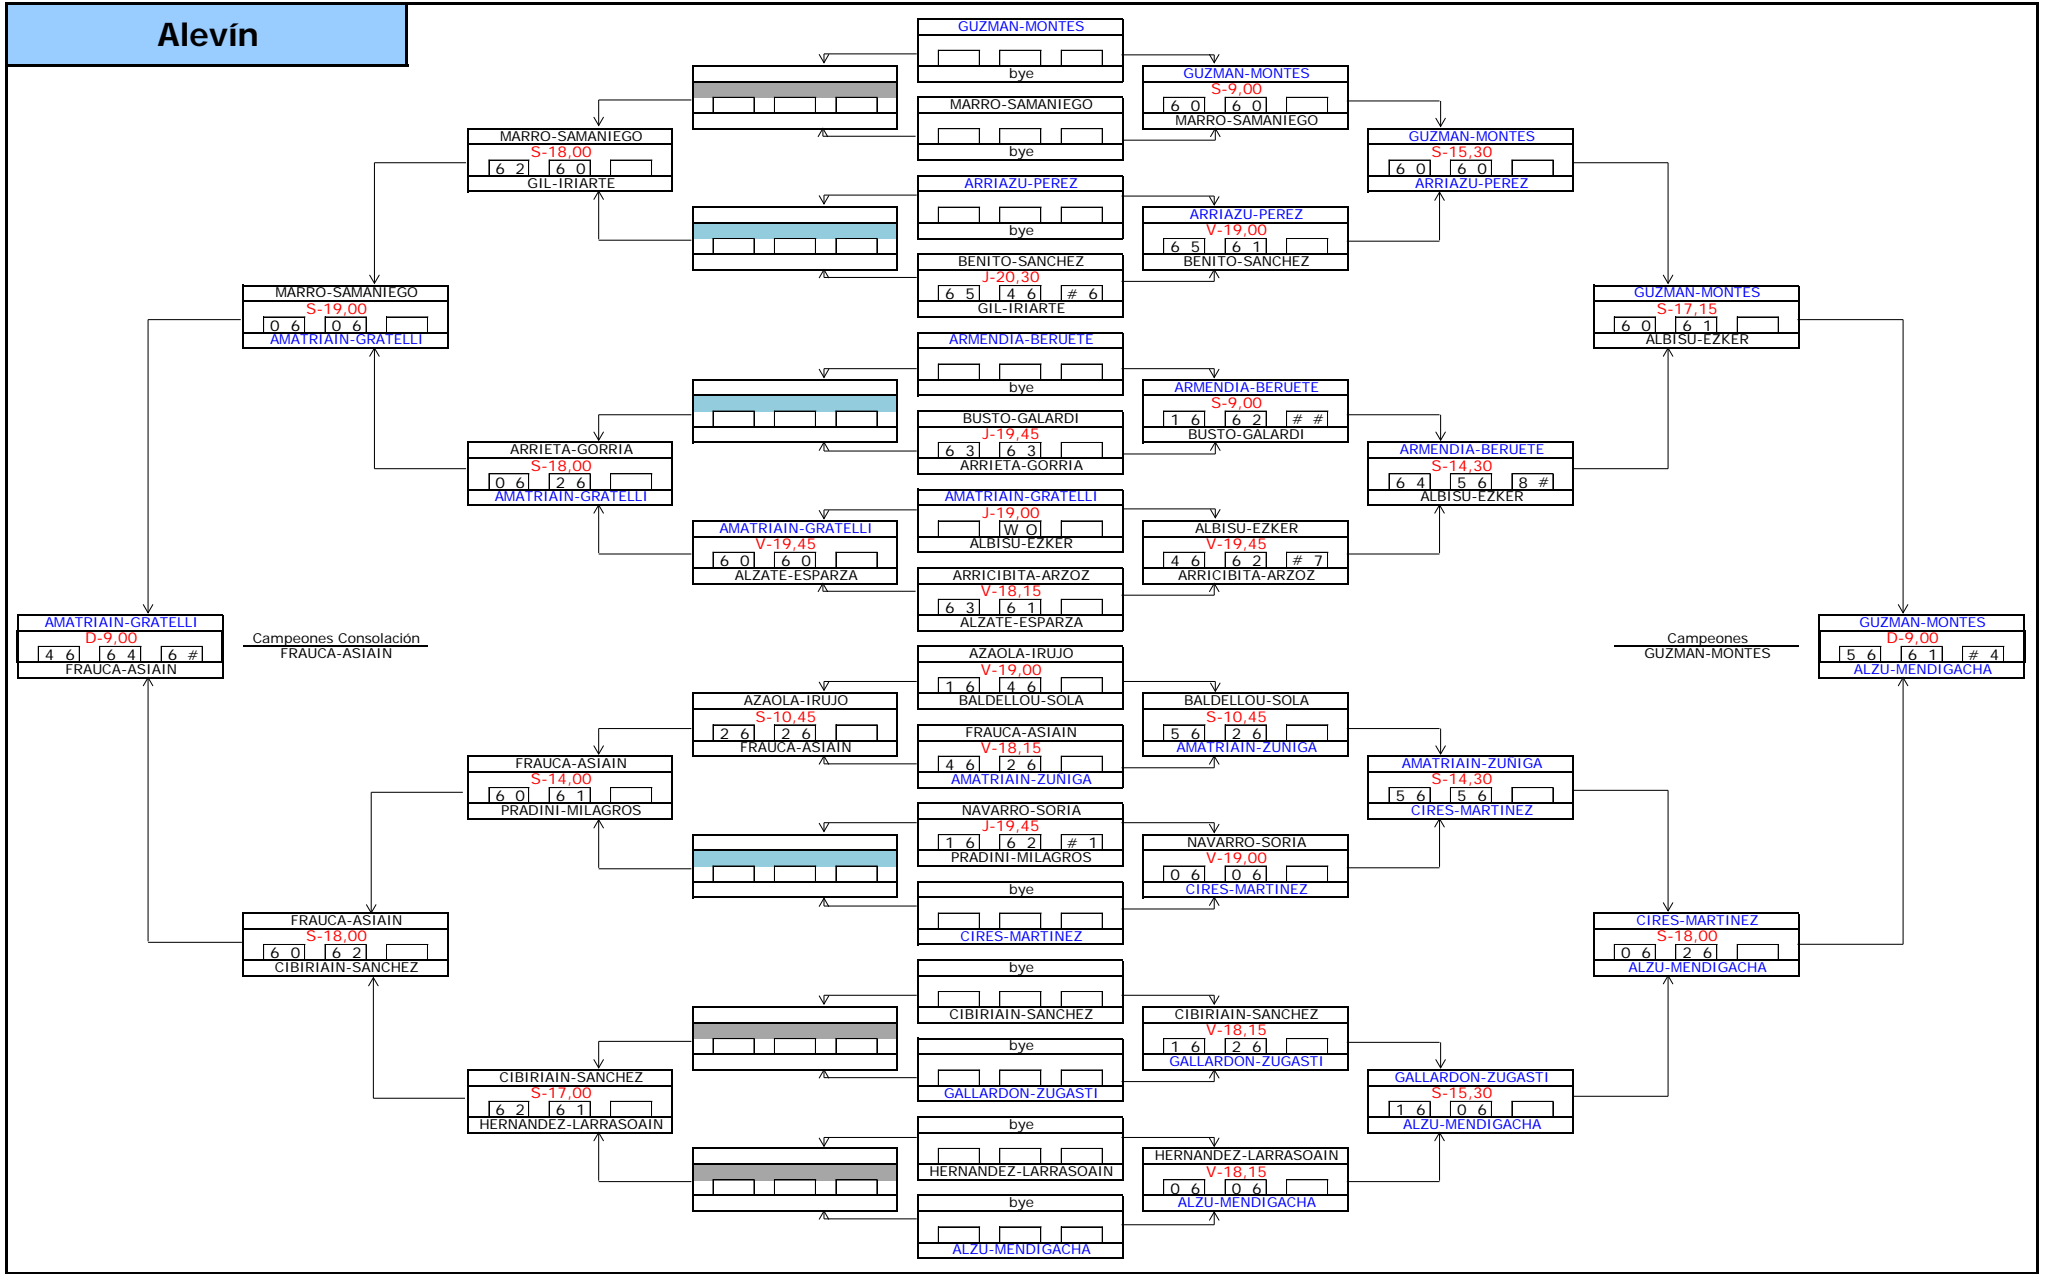 Alevín
AMATRIAIN-GRATELLI
D-9,00
4 6 6 4 6 #
FRAUCA-ASIAIN
Campeones Consolación
FRAUCA-ASIAIN
MARRO-SAMANIEGO
S-19,00
0 6 0 6
AMATRIAIN-GRATELLI
FRAUCA-ASIAIN
S-18,00
6 0 6 2
CIBIRIAIN-SANCHEZ
MARRO-SAMANIEGO
S-18,00
6 2 6 0
GIL-IRIARTE
ARRIETA-GORRIA
S-18,00
0 6 2 6
AMATRIAIN-GRATELLI
FRAUCA-ASIAIN
S-14,00
6 0 6 1
PRADINI-MILAGROS
CIBIRIAIN-SANCHEZ
S-17,00
6 2 6 1
HERNANDEZ-LARRASOAIN
AMATRIAIN-GRATELLI
V-19,45
6 0 6 0
ALZATE-ESPARZA
AZAOLA-IRUJO
S-10,45
2 6 2 6
FRAUCA-ASIAIN
GUZMAN-MONTES
bye
MARRO-SAMANIEGO
bye
ARRIAZU-PEREZ
bye
BENITO-SANCHEZ
J-20,30
6 5 4 6 # 6
GIL-IRIARTE
ARMENDIA-BERUETE
bye
BUSTO-GALARDI
J-19,45
6 3 6 3
ARRIETA-GORRIA
AMATRIAIN-GRATELLI
J-19,00
W O
ALBISU-EZKER
ARRICIBITA-ARZOZ
V-18,15
6 3 6 1
ALZATE-ESPARZA
AZAOLA-IRUJO
V-19,00
1 6 4 6
BALDELLOU-SOLA
FRAUCA-ASIAIN
V-18,15
4 6 2 6
AMATRIAIN-ZUÑIGA
NAVARRO-SORIA
J-19,45
1 6 6 2 # 1
PRADINI-MILAGROS
bye
CIRES-MARTINEZ
bye
CIBIRIAIN-SANCHEZ
bye
GALLARDON-ZUGASTI
bye
HERNANDEZ-LARRASOAIN
bye
ALZU-MENDIGACHA
GUZMAN-MONTES
S-9,00
6 0 6 0
MARRO-SAMANIEGO
ARRIAZU-PEREZ
V-19,00
6 5 6 1
BENITO-SANCHEZ
ARMENDIA-BERUETE
S-9,00
1 6 6 2 # #
BUSTO-GALARDI
ALBISU-EZKER
V-19,45
4 6 6 2 # 7
ARRICIBITA-ARZOZ
BALDELLOU-SOLA
S-10,45
5 6 2 6
AMATRIAIN-ZUÑIGA
NAVARRO-SORIA
V-19,00
0 6 0 6
CIRES-MARTINEZ
CIBIRIAIN-SANCHEZ
V-18,15
1 6 2 6
GALLARDON-ZUGASTI
HERNANDEZ-LARRASOAIN
V-18,15
0 6 0 6
ALZU-MENDIGACHA
GUZMAN-MONTES
S-15,30
6 0 6 0
ARRIAZU-PEREZ
ARMENDIA-BERUETE
S-14,30
6 4 5 6 8 #
ALBISU-EZKER
AMATRIAIN-ZUÑIGA
S-14,30
5 6 5 6
CIRES-MARTINEZ
GALLARDON-ZUGASTI
S-15,30
1 6 0 6
ALZU-MENDIGACHA
GUZMAN-MONTES
S-17,15
6 0 6 1
ALBISU-EZKER
CIRES-MARTINEZ
S-18,00
0 6 2 6
ALZU-MENDIGACHA
Campeones
GUZMAN-MONTES
GUZMAN-MONTES
D-9,00
5 6 6 1 # 4
ALZU-MENDIGACHA